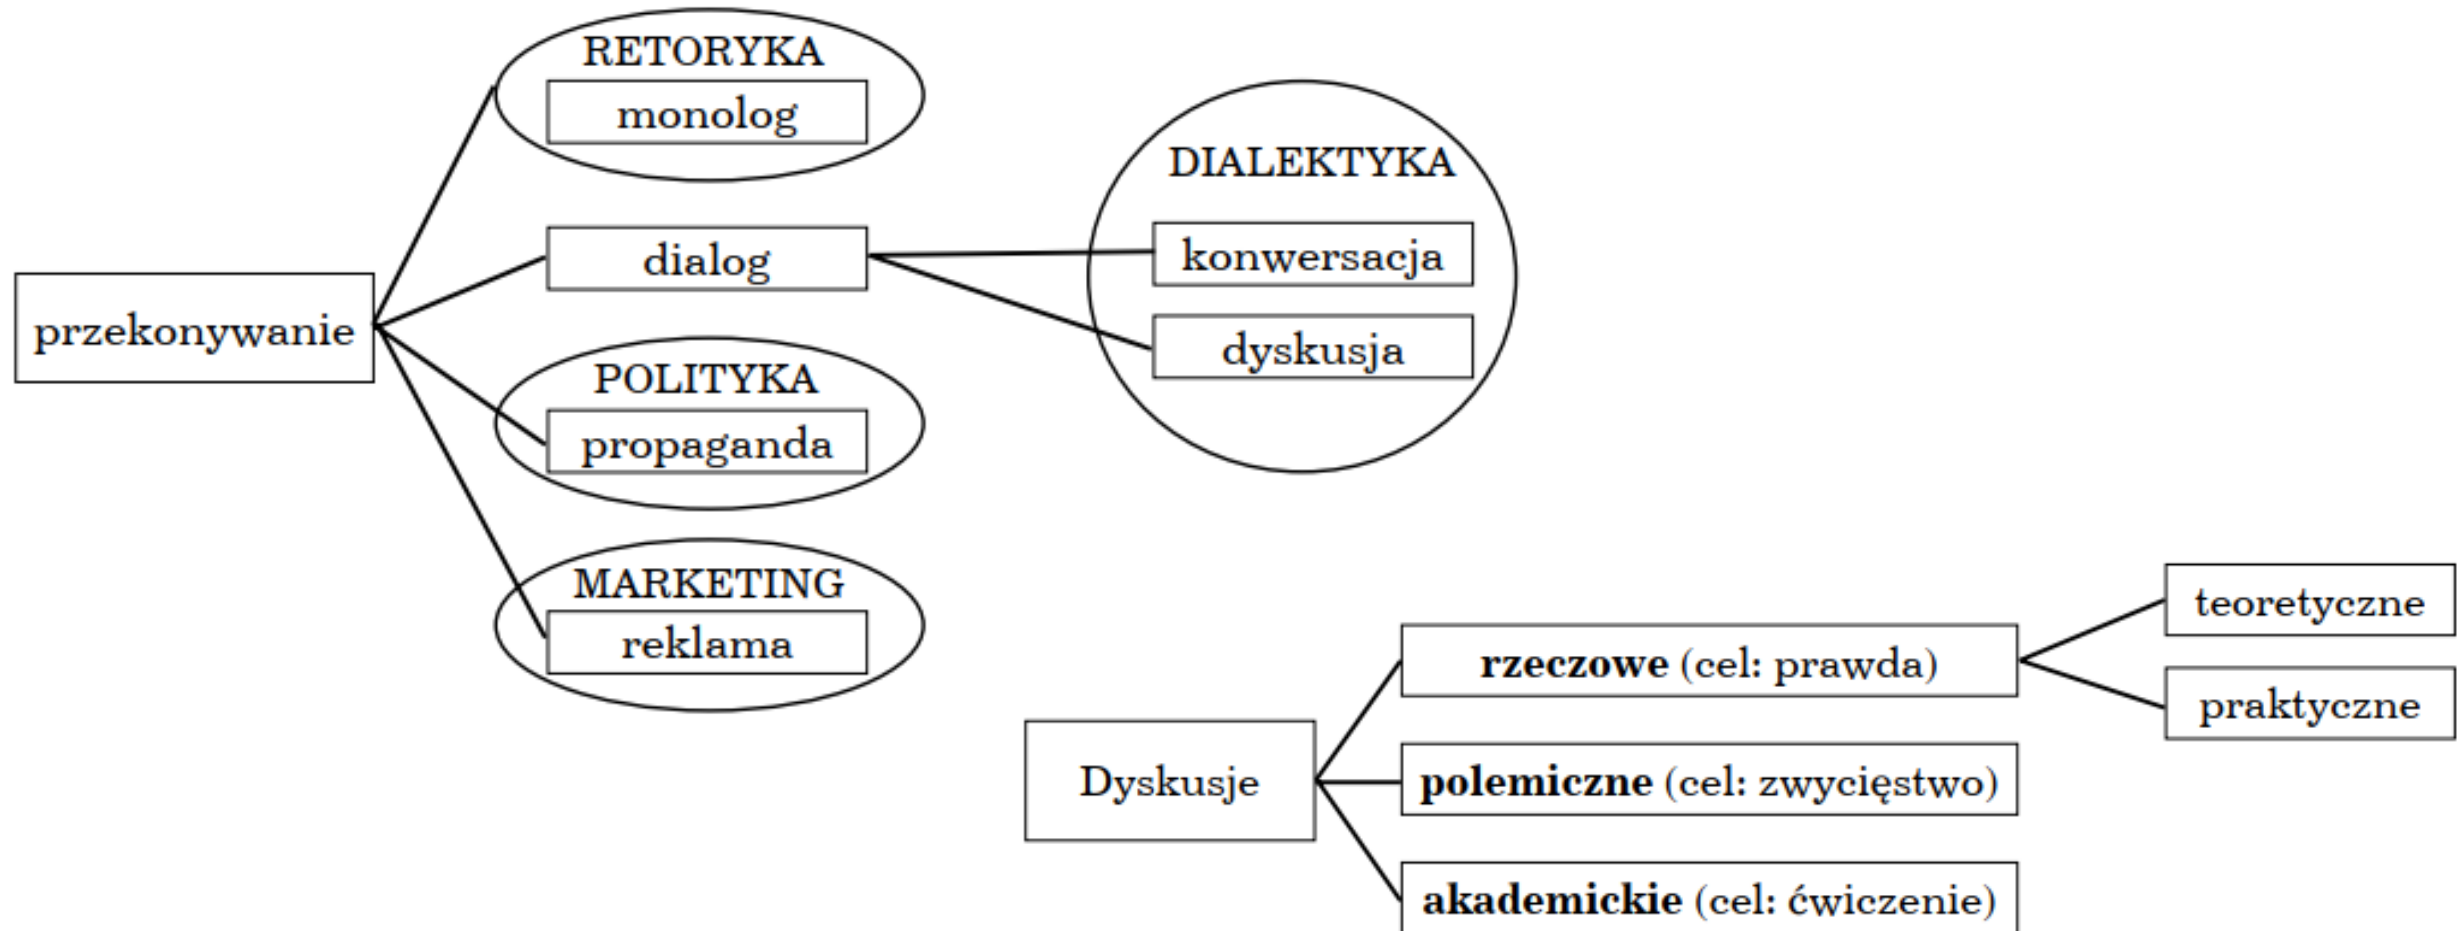 RETORYKA
monolog
DIALEKTYKA
dialog
konwersacja
przekonywanie
dyskusja
POLITYKA
propaganda
MARKETING
reklama
teoretyczne
rzeczowe (cel: prawda)
praktyczne
Dyskusje
polemiczne (cel: zwycięstwo)
akademickie (cel: ćwiczenie)